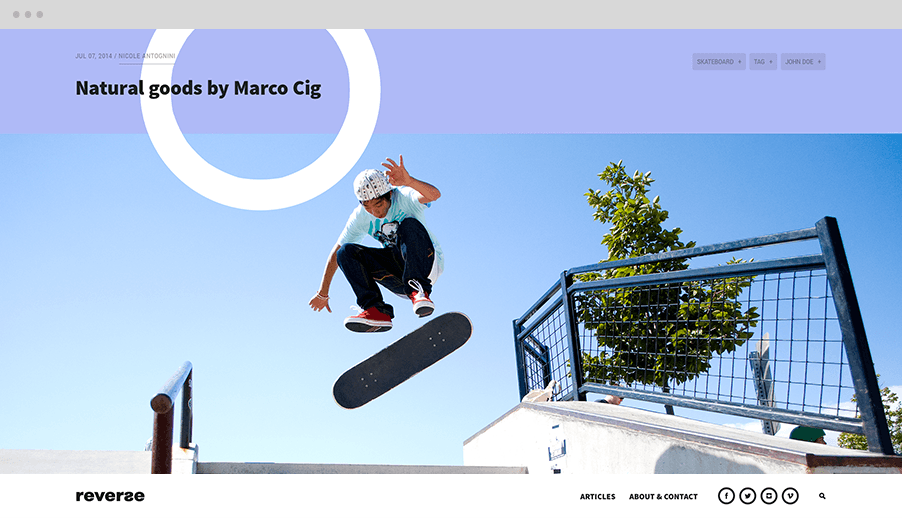 JUL 07, 2014 / NICOLE ANTOGNINI
SKATEBOARD +
TAG +
JOHN DOE +
Natural goods by Marco Cig
reverse
ARTICLES
ABOUT & CONTACT